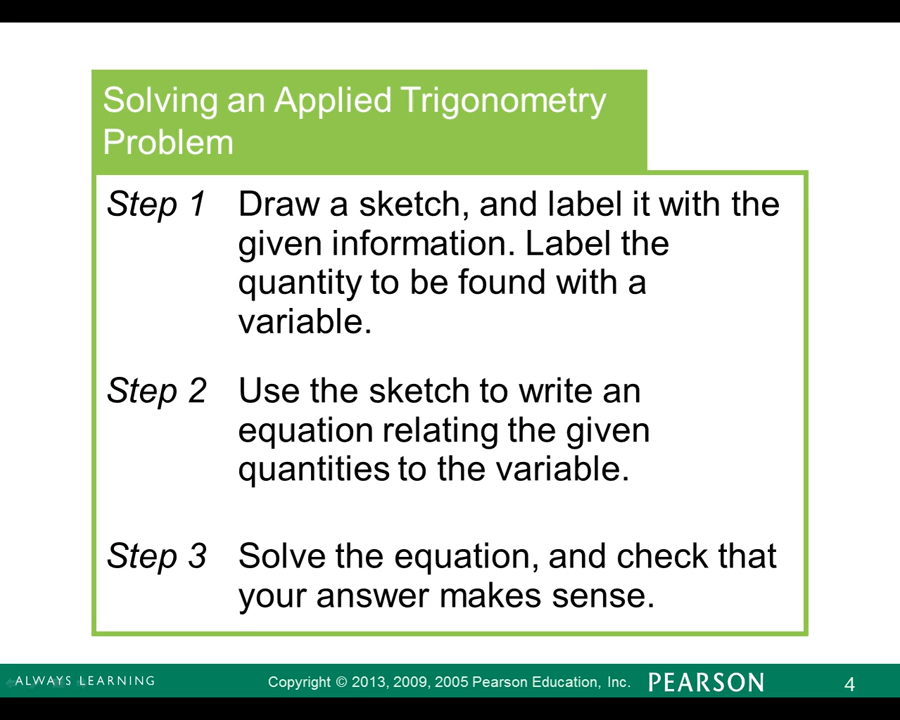 Solving an Applied Trigonometry
Problem
Step 1 Draw a sketch, and label it with the
given information. Label the
quantity to be found with a
variable.
Step 2 Use the sketch to write an
equation relating the given
quantities to the variable.
Step 3 Solve the equation, and check that
your answer makes sense.
ALWAYS LEARNING Copyright © 2013, 2009, 2005 Pearson Education, Inc. PEARSON 4